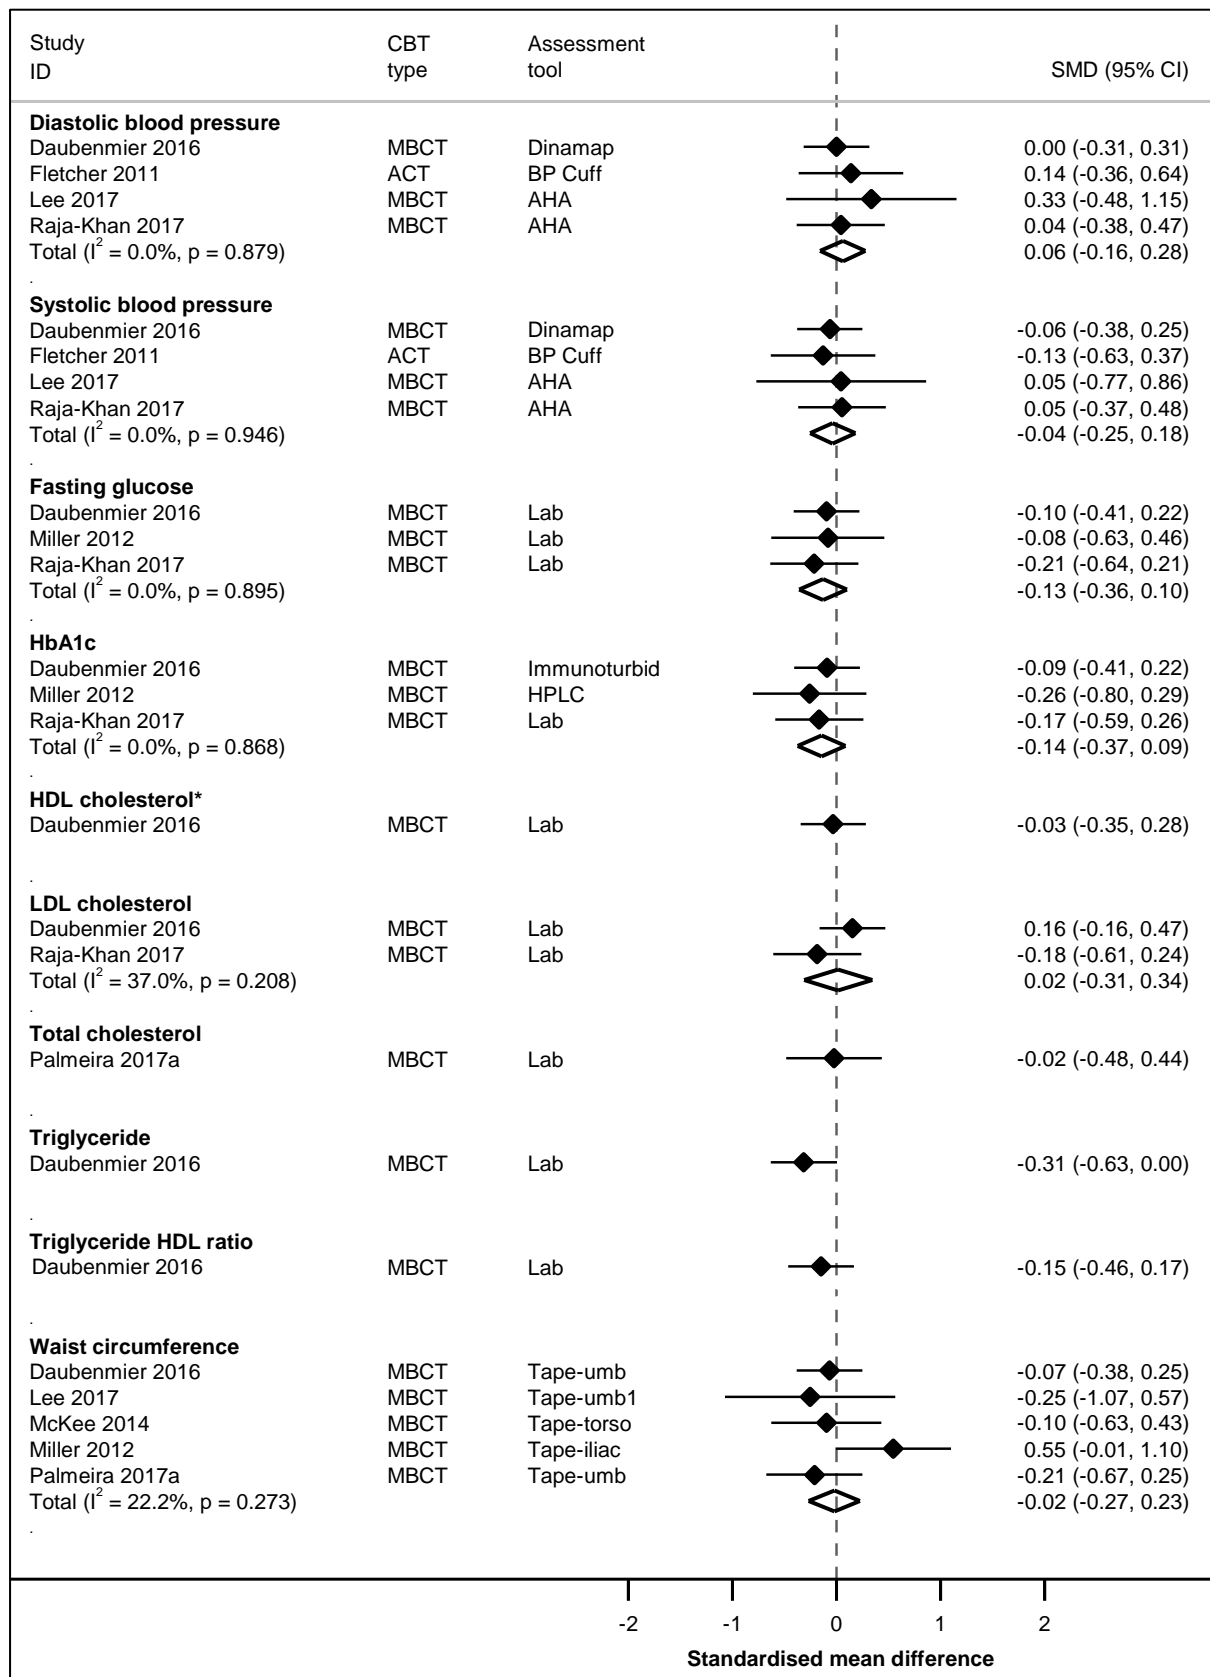 Study CBT Assessment
ID type tool SMD (95% CI)
Diastolic blood pressure
Daubenmier 2016 MBCT Dinamap 0.00 (-0.31, 0.31)
Fletcher 2011 ACT BP Cuff 0.14 (-0.36, 0.64)
Lee 2017 MBCT AHA 0.33 (-0.48, 1.15)
Raja-Khan 2017 MBCT AHA 0.04 (-0.38, 0.47)
Total (I² = 0.0%, p = 0.879) 0.06 (-0.16, 0.28)
.
Systolic blood pressure
Daubenmier 2016 MBCT Dinamap -0.06 (-0.38, 0.25)
Fletcher 2011 ACT BP Cuff -0.13 (-0.63, 0.37)
Lee 2017 MBCT AHA 0.05 (-0.77, 0.86)
Raja-Khan 2017 MBCT AHA 0.05 (-0.37, 0.48)
Total (I² = 0.0%, p = 0.946) -0.04 (-0.25, 0.18)
.
Fasting glucose
Daubenmier 2016 MBCT Lab -0.10 (-0.41, 0.22)
Miller 2012 MBCT Lab -0.08 (-0.63, 0.46)
Raja-Khan 2017 MBCT Lab -0.21 (-0.64, 0.21)
Total (I² = 0.0%, p = 0.895) -0.13 (-0.36, 0.10)
.
HbA1c
Daubenmier 2016 MBCT Immunoturbid -0.09 (-0.41, 0.22)
Miller 2012 MBCT HPLC -0.26 (-0.80, 0.29)
Raja-Khan 2017 MBCT Lab -0.17 (-0.59, 0.26)
Total (I² = 0.0%, p = 0.868) -0.14 (-0.37, 0.09)
.
HDL cholesterol*
Daubenmier 2016 MBCT Lab -0.03 (-0.35, 0.28)
.
LDL cholesterol
Daubenmier 2016 MBCT Lab 0.16 (-0.16, 0.47)
Raja-Khan 2017 MBCT Lab -0.18 (-0.61, 0.24)
Total (I² = 37.0%, p = 0.208) 0.02 (-0.31, 0.34)
.
Total cholesterol
Palmeira 2017a MBCT Lab -0.02 (-0.48, 0.44)
.
Triglyceride
Daubenmier 2016 MBCT Lab -0.31 (-0.63, 0.00)
.
Triglyceride HDL ratio
Daubenmier 2016 MBCT Lab -0.15 (-0.46, 0.17)
.
Waist circumference
Daubenmier 2016 MBCT Tape-umb -0.07 (-0.38, 0.25)
Lee 2017 MBCT Tape-umb1 -0.25 (-1.07, 0.57)
McKee 2014 MBCT Tape-torso -0.10 (-0.63, 0.43)
Miller 2012 MBCT Tape-iliac 0.55 (-0.01, 1.10)
Palmeira 2017a MBCT Tape-umb -0.21 (-0.67, 0.25)
Total (I² = 22.2%, p = 0.273) -0.02 (-0.27, 0.23)
.
-2 -1 0 1 2
Standardised mean difference